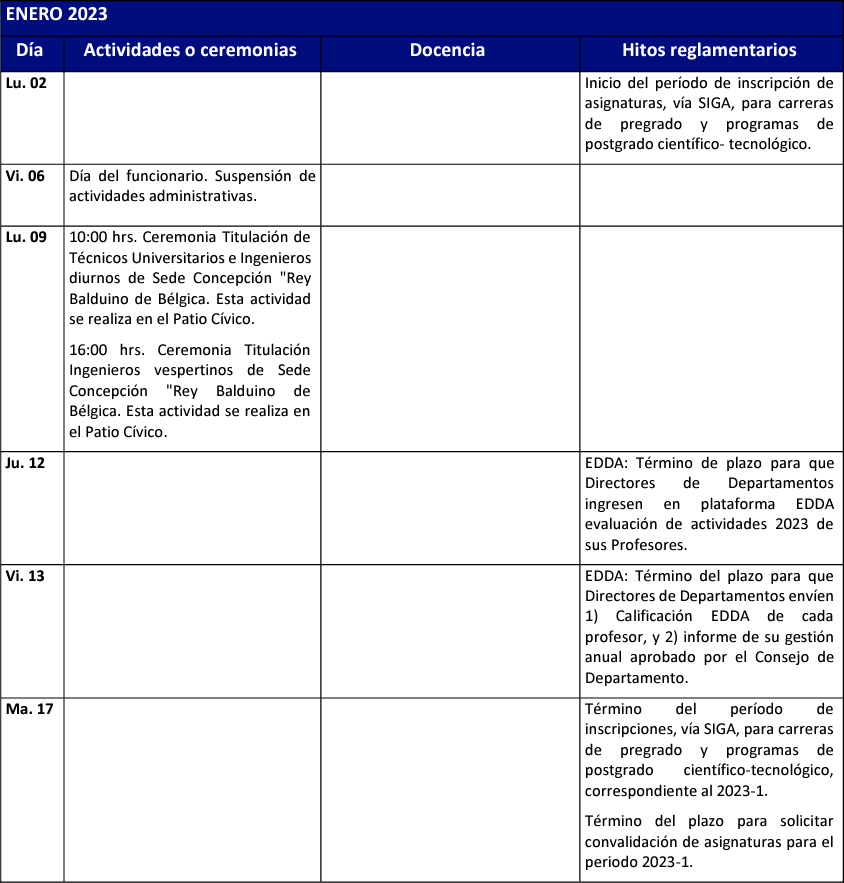 ENERO 2023
Día
Actividades o ceremonias
Docencia
Hitos reglamentarios
Lu. 02
Inicio del período de inscripción de
asignaturas, vía SIGA, para carreras
de pregrado y programas de
postgrado científico- tecnológico.
Vi. 06
Día del funcionario. Suspensión de
actividades administrativas.
Lu. 09
10:00 hrs. Ceremonia Titulación de
Técnicos Universitarios e Ingenieros
diurnos de Sede Concepción "Rey
Balduino de Bélgica. Esta actividad
se realiza en el Patio Cívico.
16:00 hrs. Ceremonia Titulación
Ingenieros vespertinos de Sede
Concepción "Rey Balduino de
Bélgica. Esta actividad se realiza en
el Patio Cívico.
Ju. 12
EDDA: Término de plazo para que
Directores de Departamentos
ingresen en plataforma EDDA
evaluación de actividades 2023 de
sus Profesores.
Vi. 13
EDDA: Término del plazo para que
Directores de Departamentos envíen
1) Calificación EDDA de cada
profesor, y 2) informe de su gestión
anual aprobado por el Consejo de
Departamento.
Ma. 17
Término del período de
inscripciones, vía SIGA, para carreras
de pregrado y programas de
postgrado científico-tecnológico,
correspondiente al 2023-1.
Término del plazo para solicitar
convalidación de asignaturas para el
periodo 2023-1.